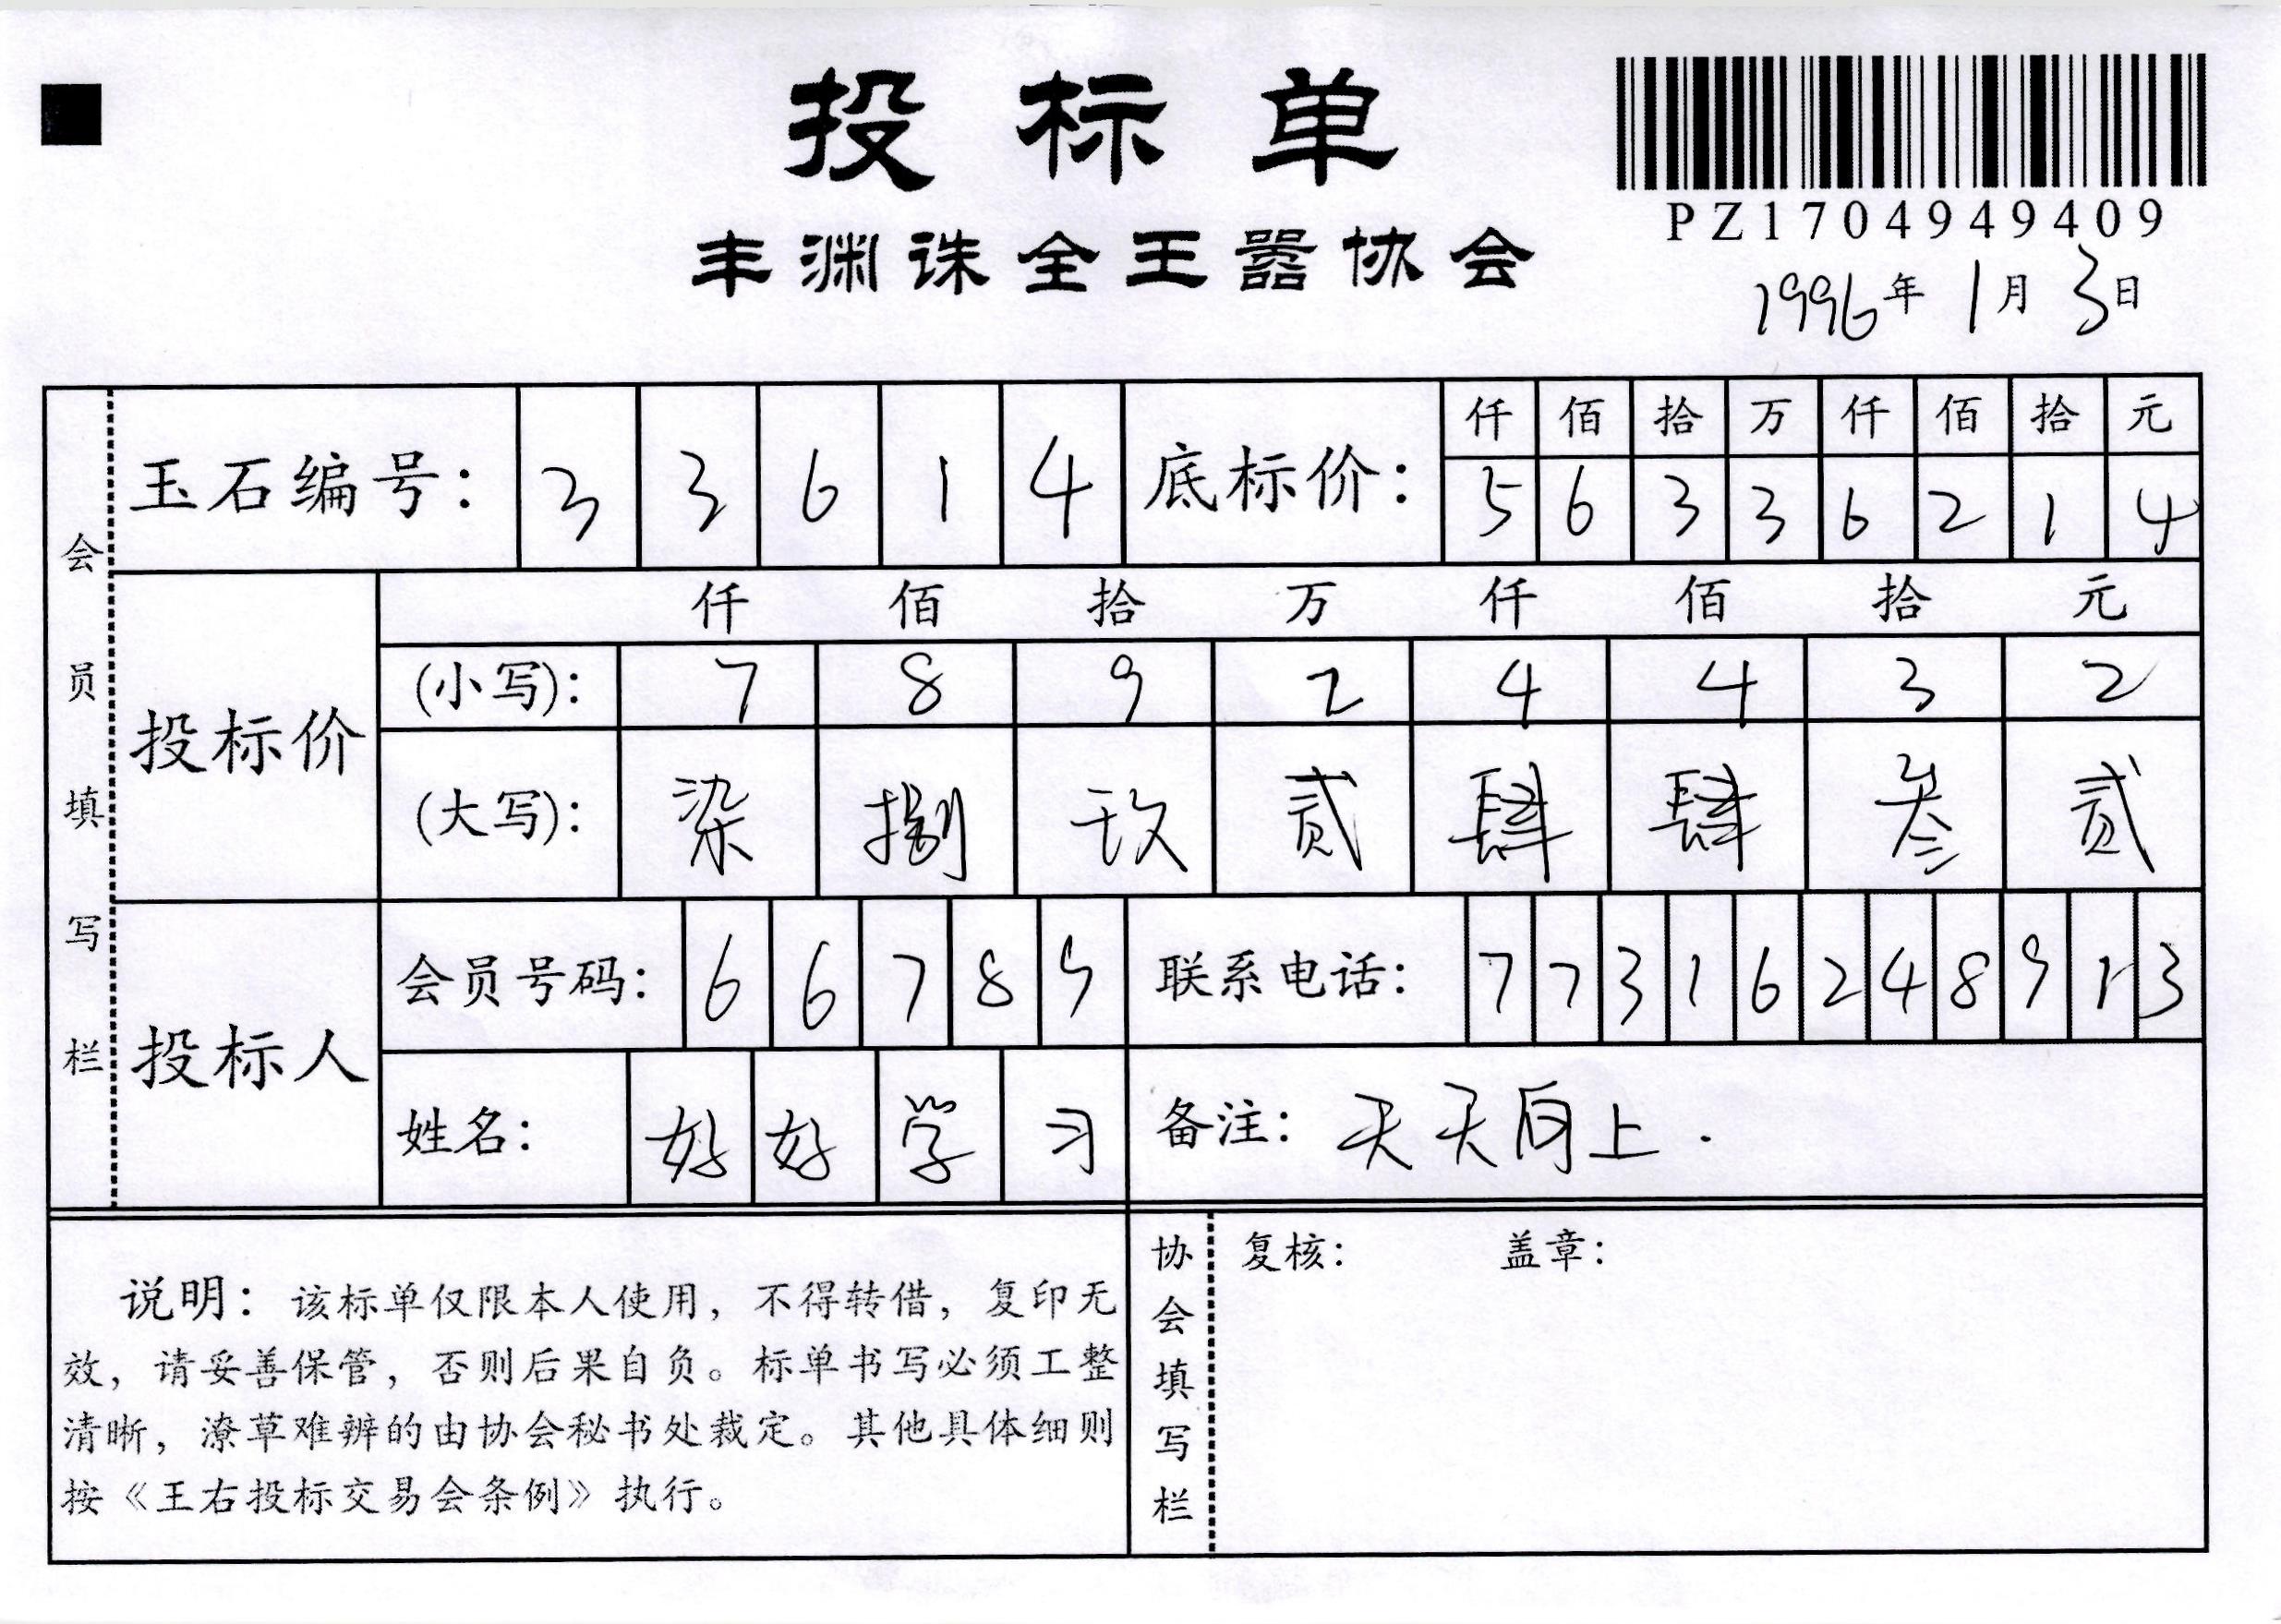 投标单
PZ1704949409
丰渊诛全王嚣协会
1996年1月3日
会员填写栏
玉石编号： 3 3 6 1 4
底标价： 仟 佰 拾 万 仟 佰 拾 元
5 6 3 3 6 2 1 4
投标价
仟 佰 拾 万 仟 佰 拾 元
(小写)： 7 8 9 2 4 4 3 2
(大写)： 柒 捌 玖 贰 肆 肆 叁 贰
投标人
会员号码： 6 6 7 8 9
联系电话： 7 7 3 1 6 2 4 8 9 1 3
姓名： 好 好 学 习
备注： 天天向上.
说明：该标单仅限本人使用，不得转借，复印无
效，请妥善保管，否则后果自负。标单书写必须工整
清晰，潦草难辨的由协会秘书处裁定。其他具体细则
按《王右投标交易会条例》执行。
协会填写栏
复核： 盖章：